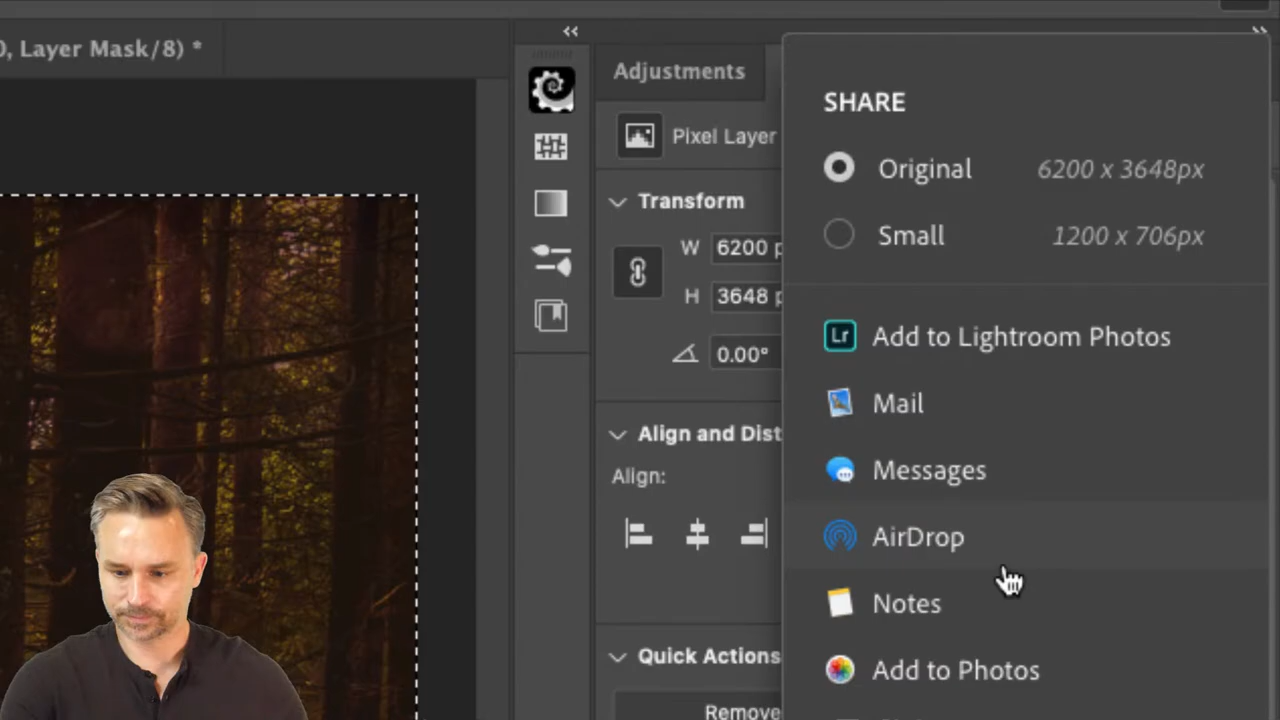 0, Layer Mask/8) *
Adjustments
Pixel Layer
Transform
W 6200 p
H 3648 p
0.00°
Align and Dist
Align:
Quick Actions
Remove
SHARE
Original 6200 x 3648px
Small 1200 x 706px
Lr Add to Lightroom Photos
Mail
Messages
AirDrop
Notes
Add to Photos